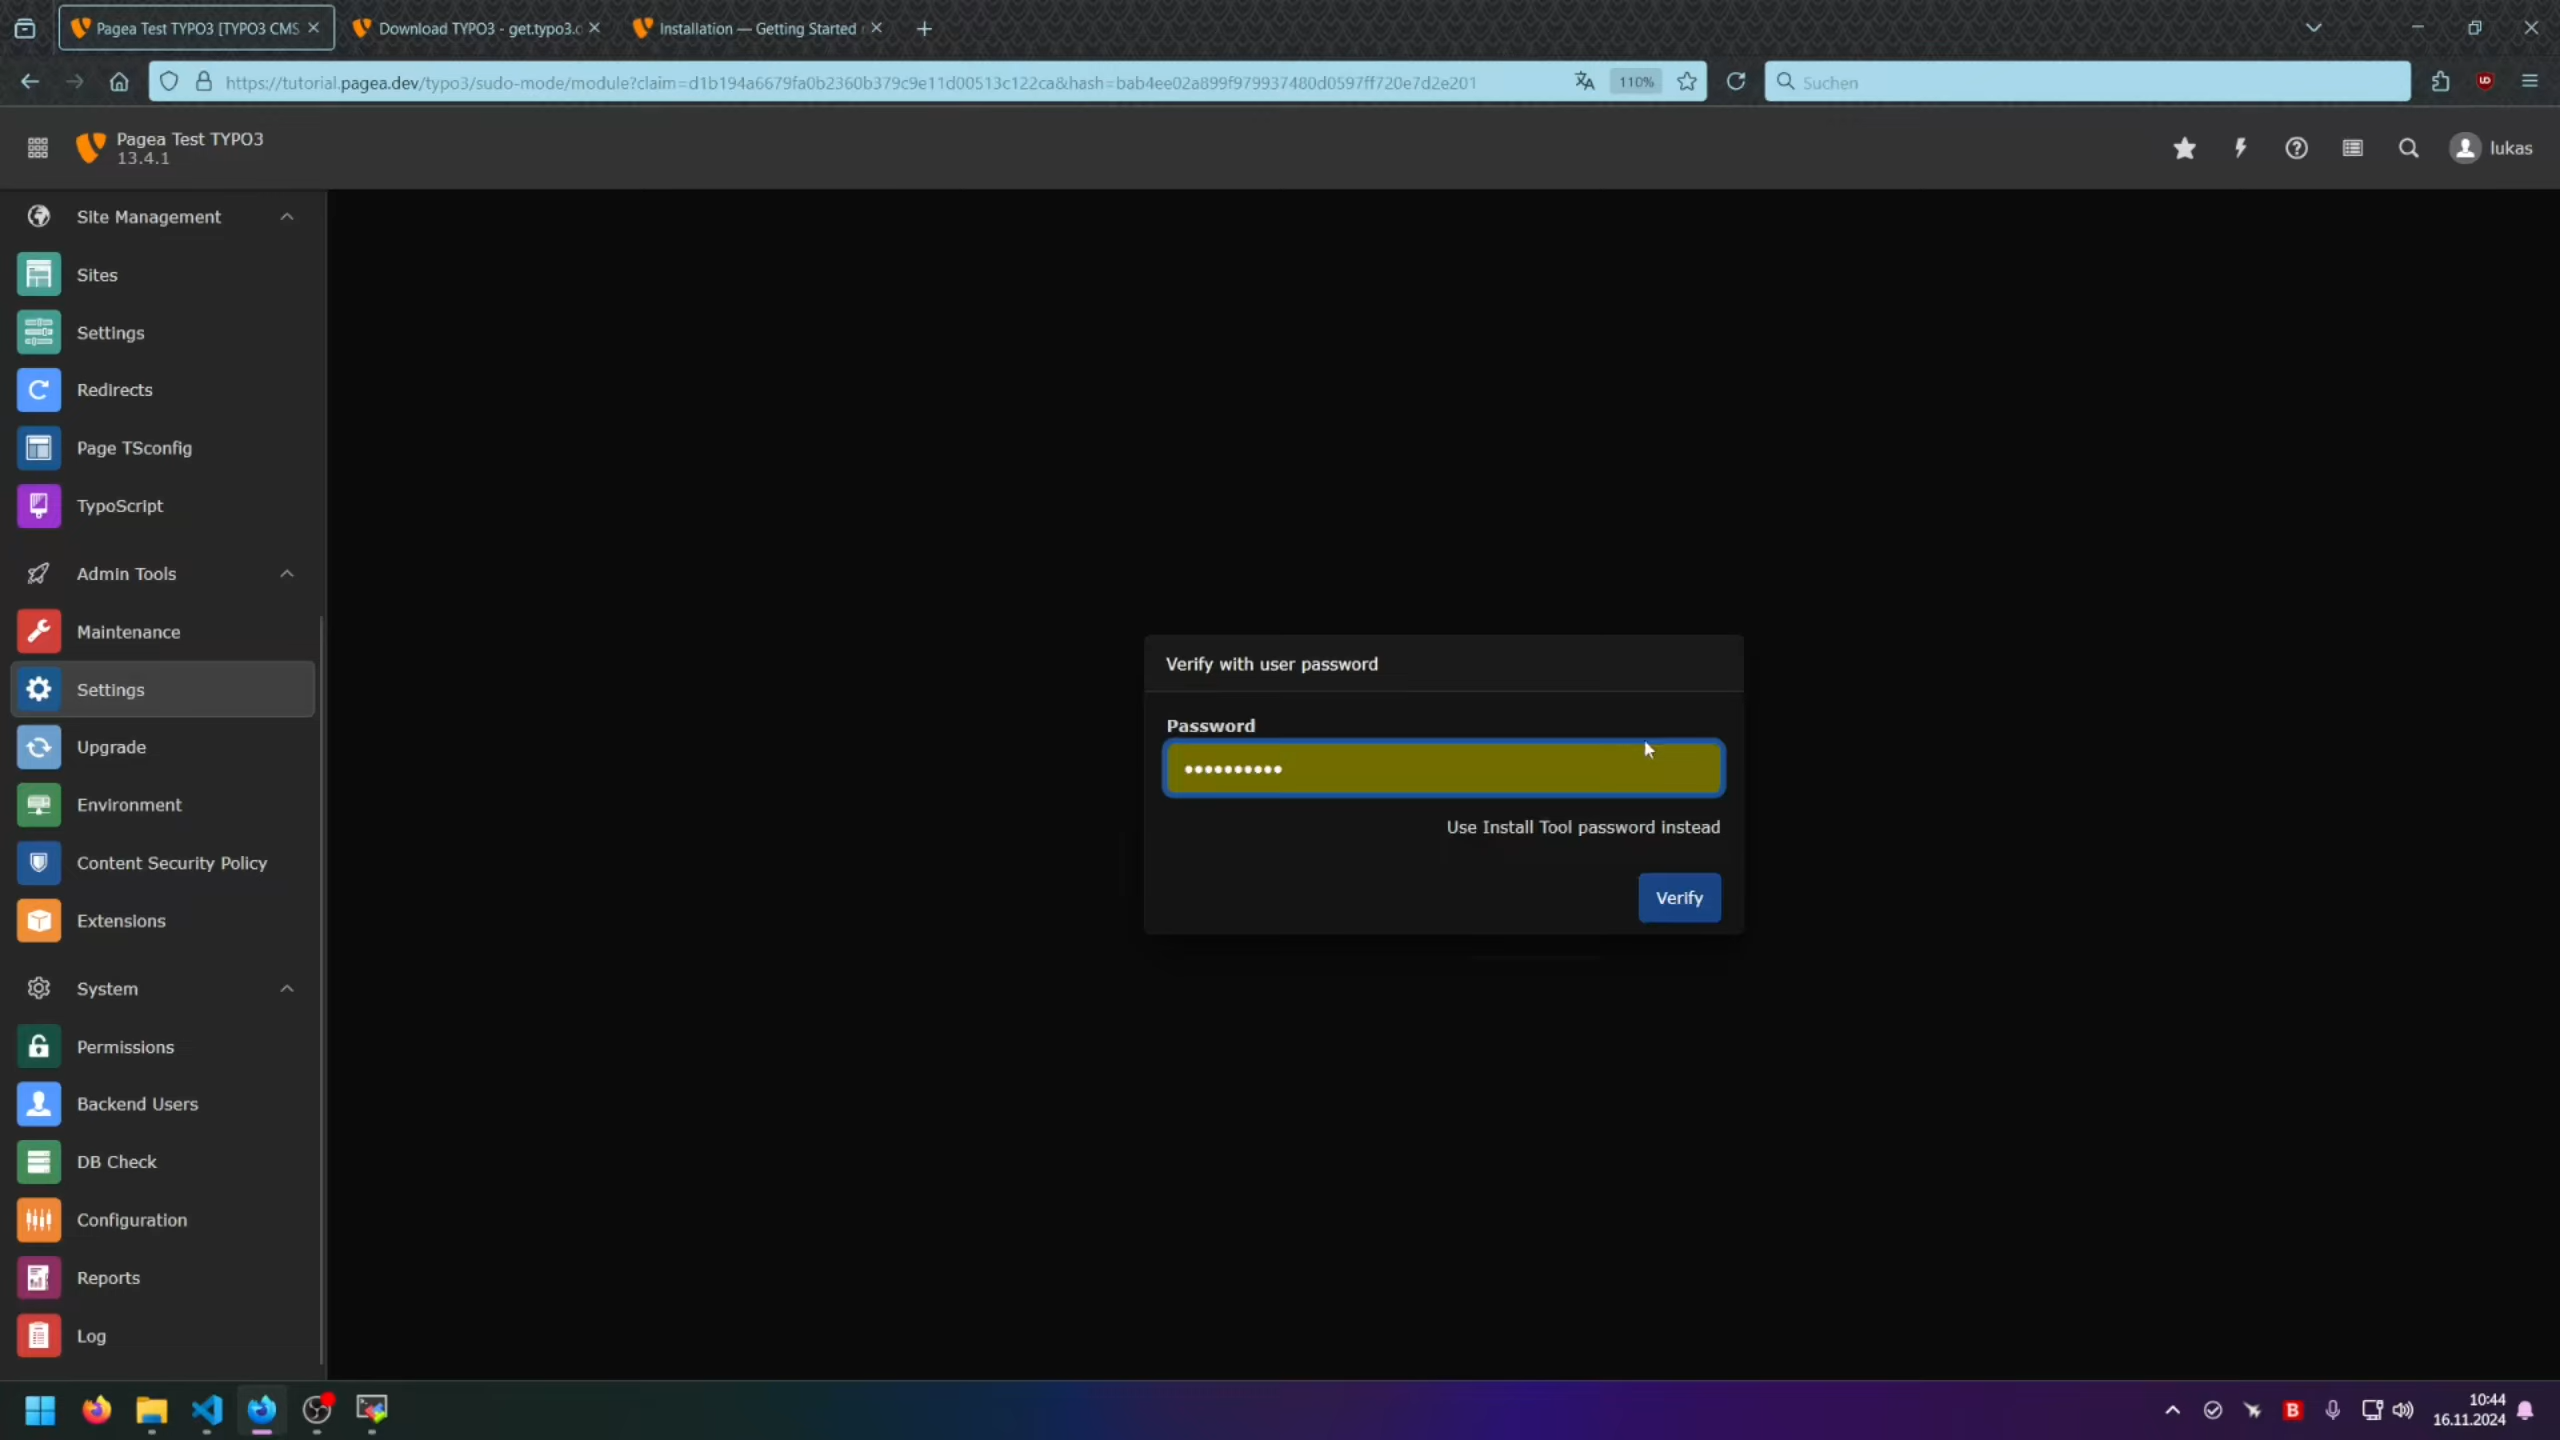 Pagea Test TYPO3 [TYPO3 CMS
Download TYPO3 - get.typo3.c
Installation — Getting Started
https://tutorial.pagea.dev/typo3/sudo-mode/module?claim=d1b194a6679fa0b2360b379c9e11d00513c122ca&hash=bab4ee02a899f979937480d0597ff720e7d2e201
110%
Suchen
Pagea Test TYPO3
13.4.1
lukas
Site Management
Sites
Settings
Redirects
Page TSconfig
TypoScript
Admin Tools
Maintenance
Settings
Upgrade
Environment
Content Security Policy
Extensions
System
Permissions
Backend Users
DB Check
Configuration
Reports
Log
Verify with user password
Password
••••••••••
Use Install Tool password instead
Verify
10:44
16.11.2024